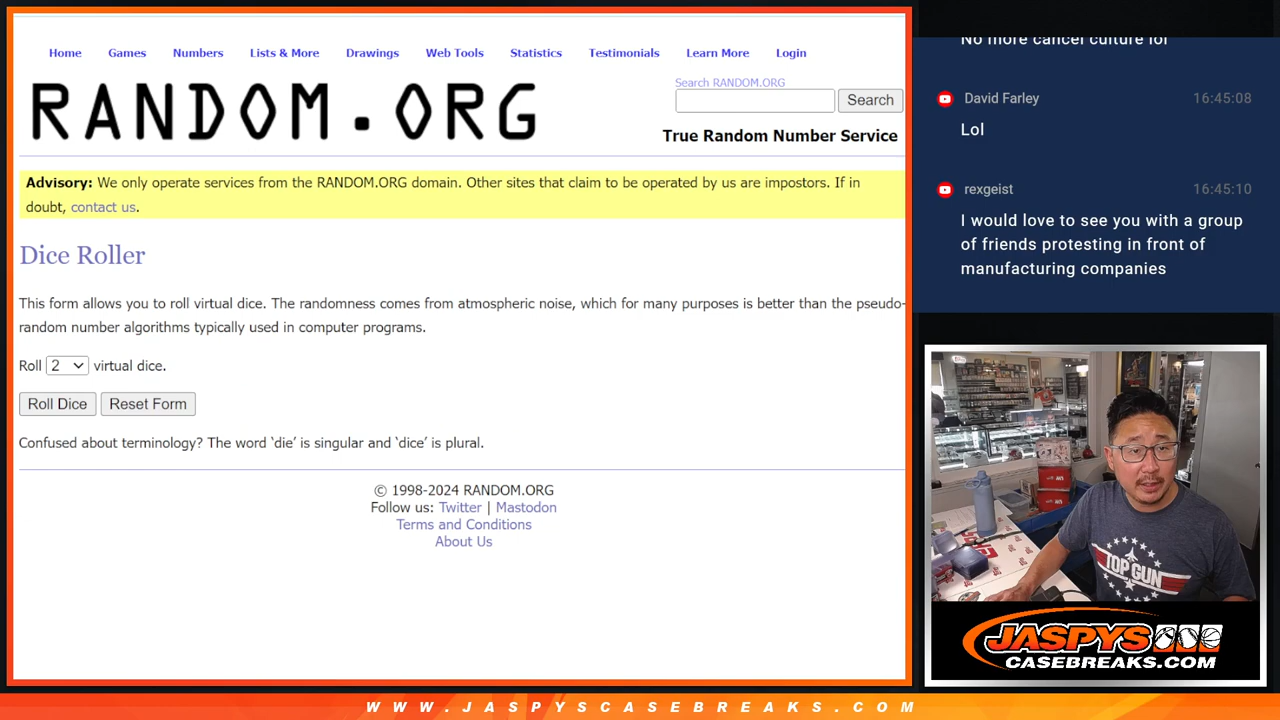 Home Games Numbers Lists & More Drawings Web Tools Statistics Testimonials Learn More Login
RANDOM.ORG
Search RANDOM.ORG
Search
True Random Number Service
Advisory: We only operate services from the RANDOM.ORG domain. Other sites that claim to be operated by us are impostors. If in
doubt, contact us.
Dice Roller
This form allows you to roll virtual dice. The randomness comes from atmospheric noise, which for many purposes is better than the pseudo-
random number algorithms typically used in computer programs.
Roll 2 virtual dice.
Roll Dice Reset Form
Confused about terminology? The word ‘die’ is singular and ‘dice’ is plural.
© 1998-2024 RANDOM.ORG
Follow us: Twitter | Mastodon
Terms and Conditions
About Us
No more cancel culture lol
David Farley 16:45:08
Lol
rexgeist 16:45:10
I would love to see you with a group
of friends protesting in front of
manufacturing companies
TOP GUN
JASPYS
CASEBREAKS.COM
WWW.JASPYSCASEBREAKS.COM